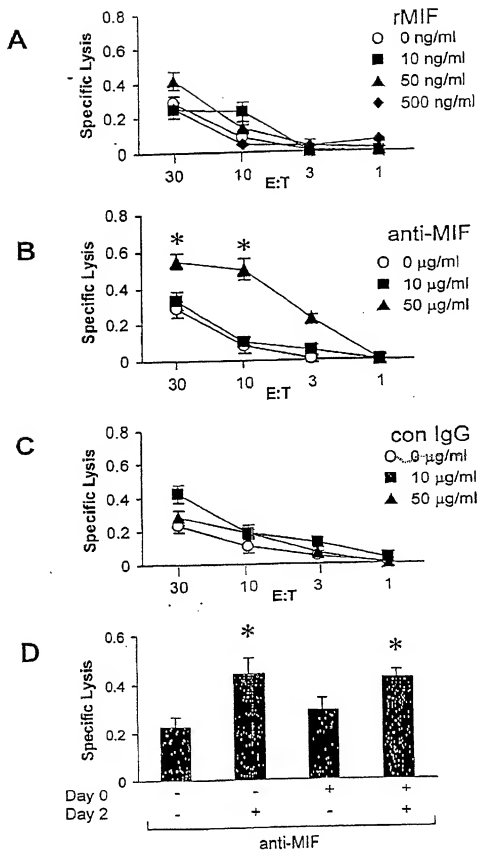 A
rMIF
0 ng/ml
10 ng/ml
50 ng/ml
500 ng/ml
Specific Lysis
0.8
0.6
0.4
0.2
0
30
10
3
1
E:T
B
anti-MIF
0 µg/ml
10 µg/ml
50 µg/ml
Specific Lysis
0.8
0.6
0.4
0.2
0
* *
30
10
3
1
E:T
C
con IgG
0 µg/ml
10 µg/ml
50 µg/ml
Specific Lysis
0.8
0.6
0.4
0.2
0
30
10
3
1
E:T
D
Specific Lysis
0.6
0.4
0.2
0
* *
Day 0 - - + +
Day 2 - + - +
anti-MIF